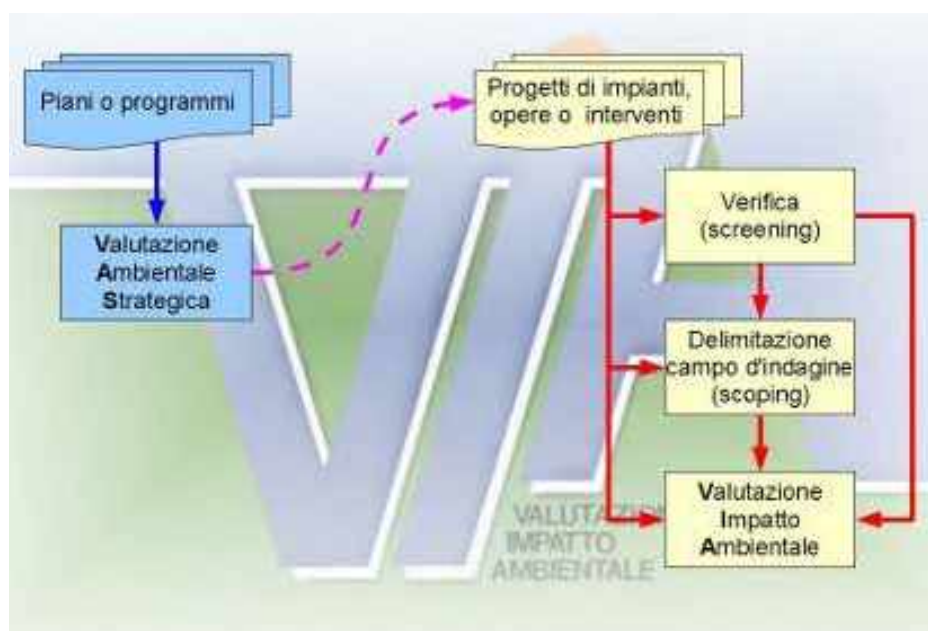 Piani o programmi
Progetti di impianti,
opere o interventi
Valutazione
Ambientale
Strategica
Verifica
(screening)
Delimitazione
campo d'indagine
(scoping)
Valutazione
Impatto
Ambientale
VALUTAZION
IMPATTO
AMBIENTALE